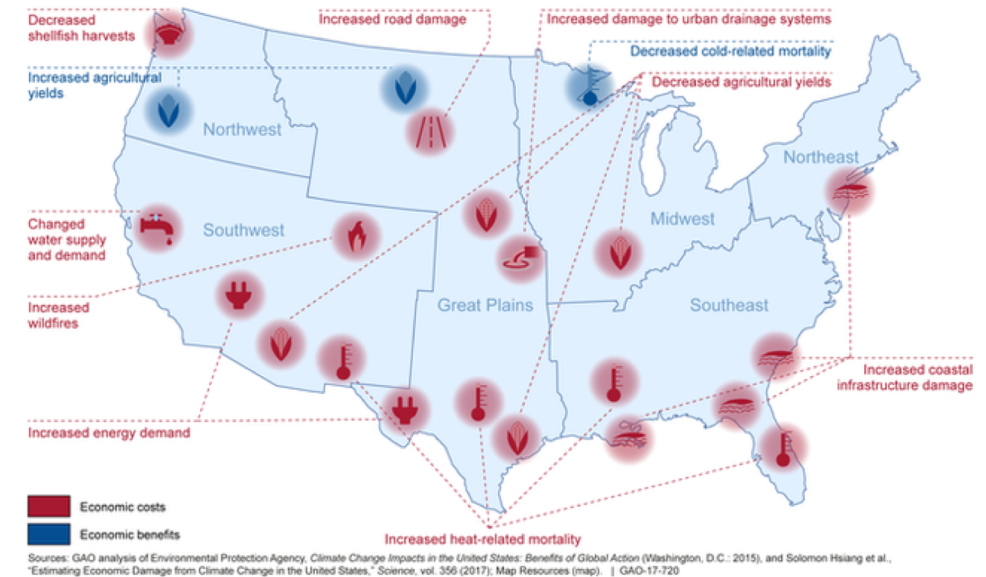 Decreased
shellfish harvests
Increased road damage
Increased damage to urban drainage systems
Decreased cold-related mortality
Increased agricultural
yields
Decreased agricultural yields
Northwest
Northeast
Southwest
Midwest
Changed
water supply
and demand
Increased
wildfires
Great Plains
Southeast
Increased coastal
infrastructure damage
Increased energy demand
Economic costs
Economic benefits
Increased heat-related mortality
Sources: GAO analysis of Environmental Protection Agency, Climate Change Impacts in the United States: Benefits of Global Action (Washington, D.C.: 2015), and Solomon Hsiang et al.,
"Estimating Economic Damage from Climate Change in the United States," Science, vol. 356 (2017); Map Resources (map). | GAO-17-720